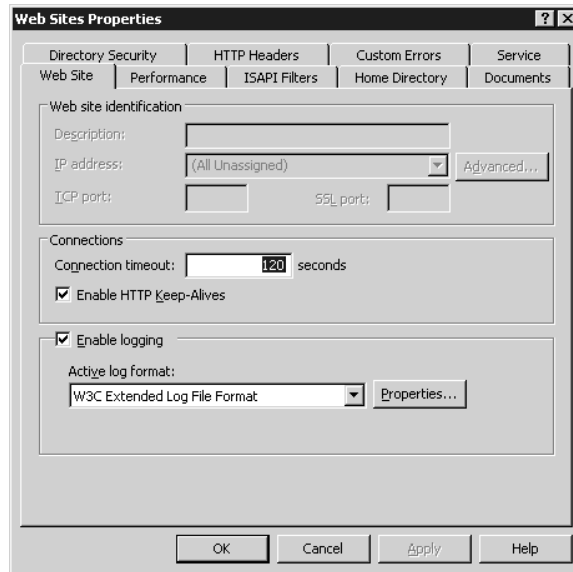 Web Sites Properties
Directory Security HTTP Headers Custom Errors Service
Web Site Performance ISAPI Filters Home Directory Documents
Web site identification
Description:
IP address: (All Unassigned) Advanced...
TCP port: SSL port:
Connections
Connection timeout: 120 seconds
Enable HTTP Keep-Alives
Enable logging
Active log format:
W3C Extended Log File Format Properties...
OK Cancel Apply Help